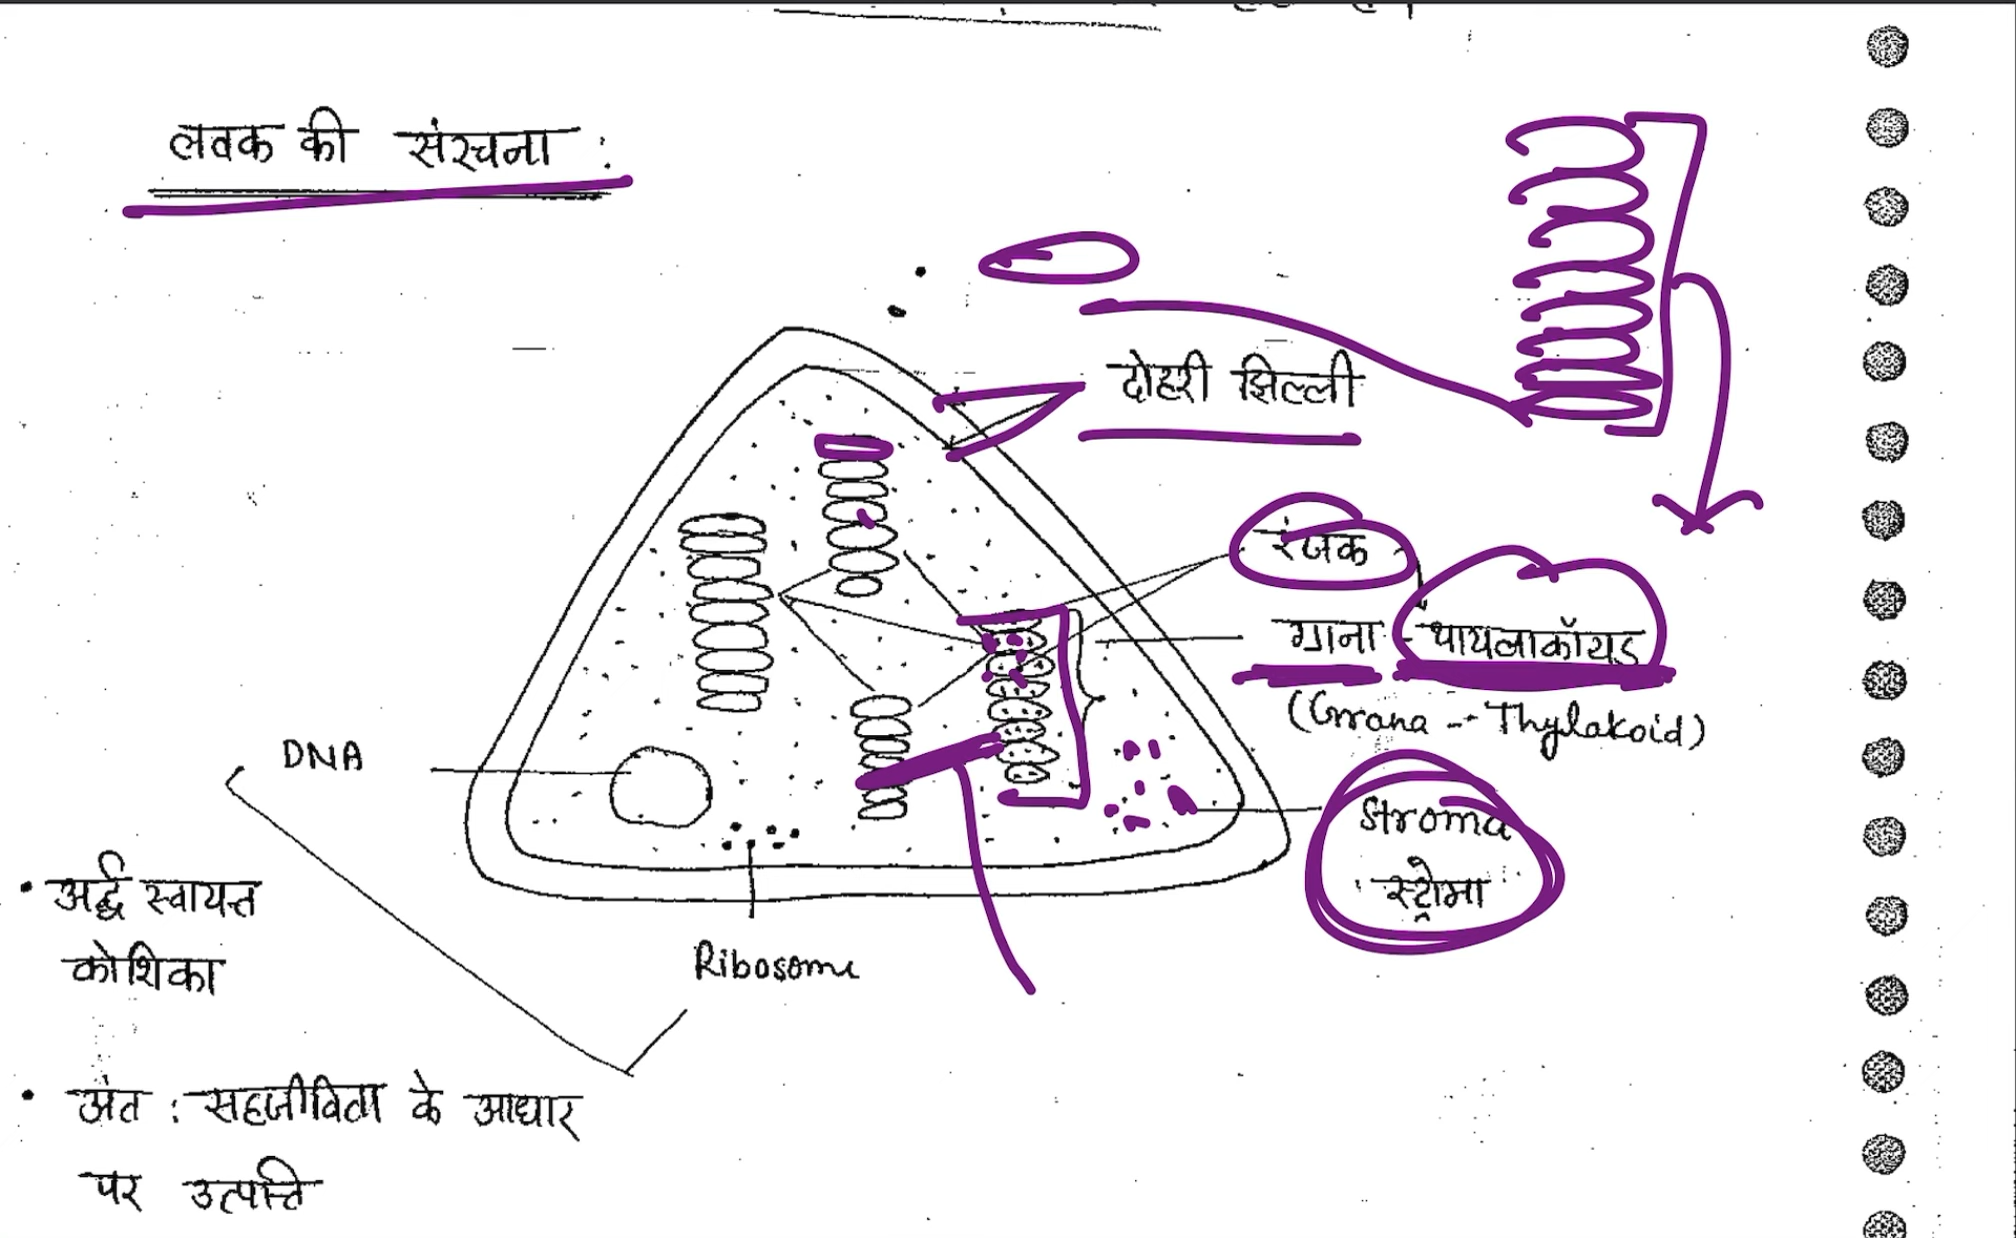 लवक की संरचना :
दोहरी झिल्ली
रंजक
ग्राना - थायलाकॉयड
(Grana - Thylakoid)
DNA
Stroma
स्ट्रोमा
• अर्द्ध स्वायत्त
कोशिका
Ribosome
• अंत : सहजीविता के आधार
पर उत्पत्ति